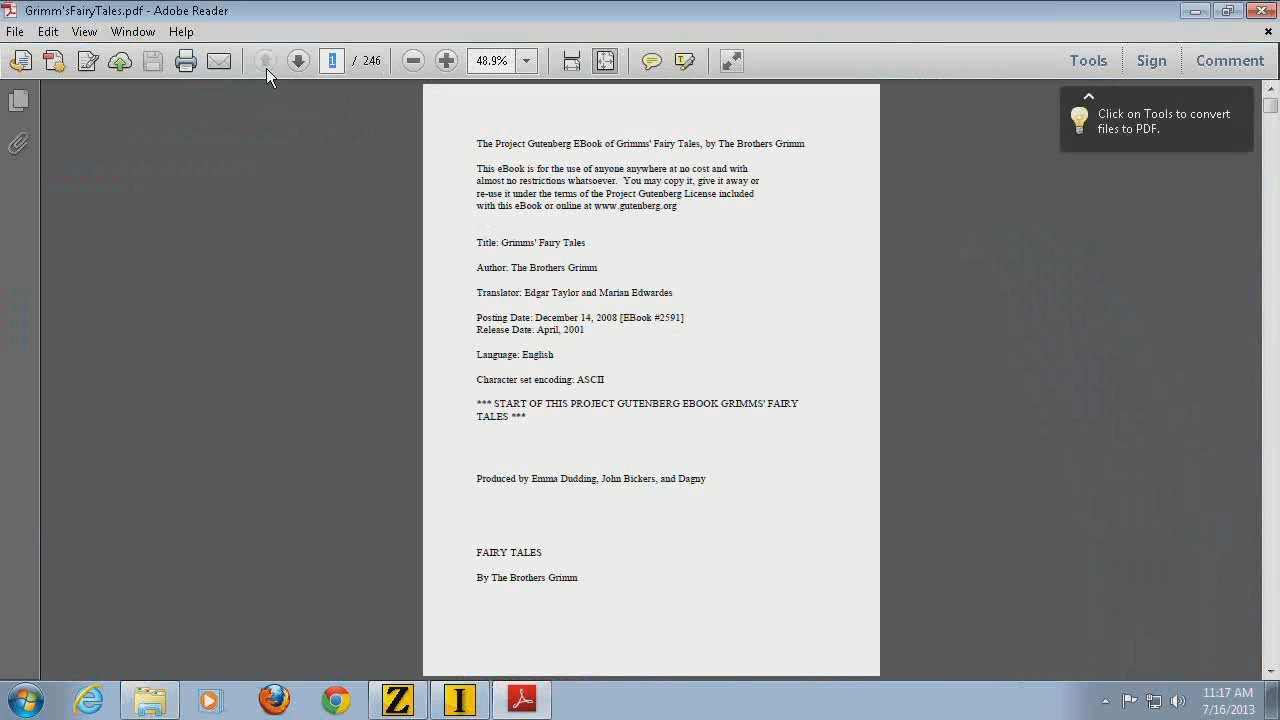 Grimm'sFairyTales.pdf - Adobe Reader
File Edit View Window Help
1 / 246 48.9% Tools Sign Comment
Click on Tools to convert
files to PDF.
The Project Gutenberg EBook of Grimms' Fairy Tales, by The Brothers Grimm
This eBook is for the use of anyone anywhere at no cost and with
almost no restrictions whatsoever. You may copy it, give it away or
re-use it under the terms of the Project Gutenberg License included
with this eBook or online at www.gutenberg.org
Title: Grimms' Fairy Tales
Author: The Brothers Grimm
Translator: Edgar Taylor and Marian Edwardes
Posting Date: December 14, 2008 [EBook #2591]
Release Date: April, 2001
Language: English
Character set encoding: ASCII
*** START OF THIS PROJECT GUTENBERG EBOOK GRIMMS' FAIRY
TALES ***
Produced by Emma Dudding, John Bickers, and Dagny
FAIRY TALES
By The Brothers Grimm
Z I
11:17 AM
7/16/2013